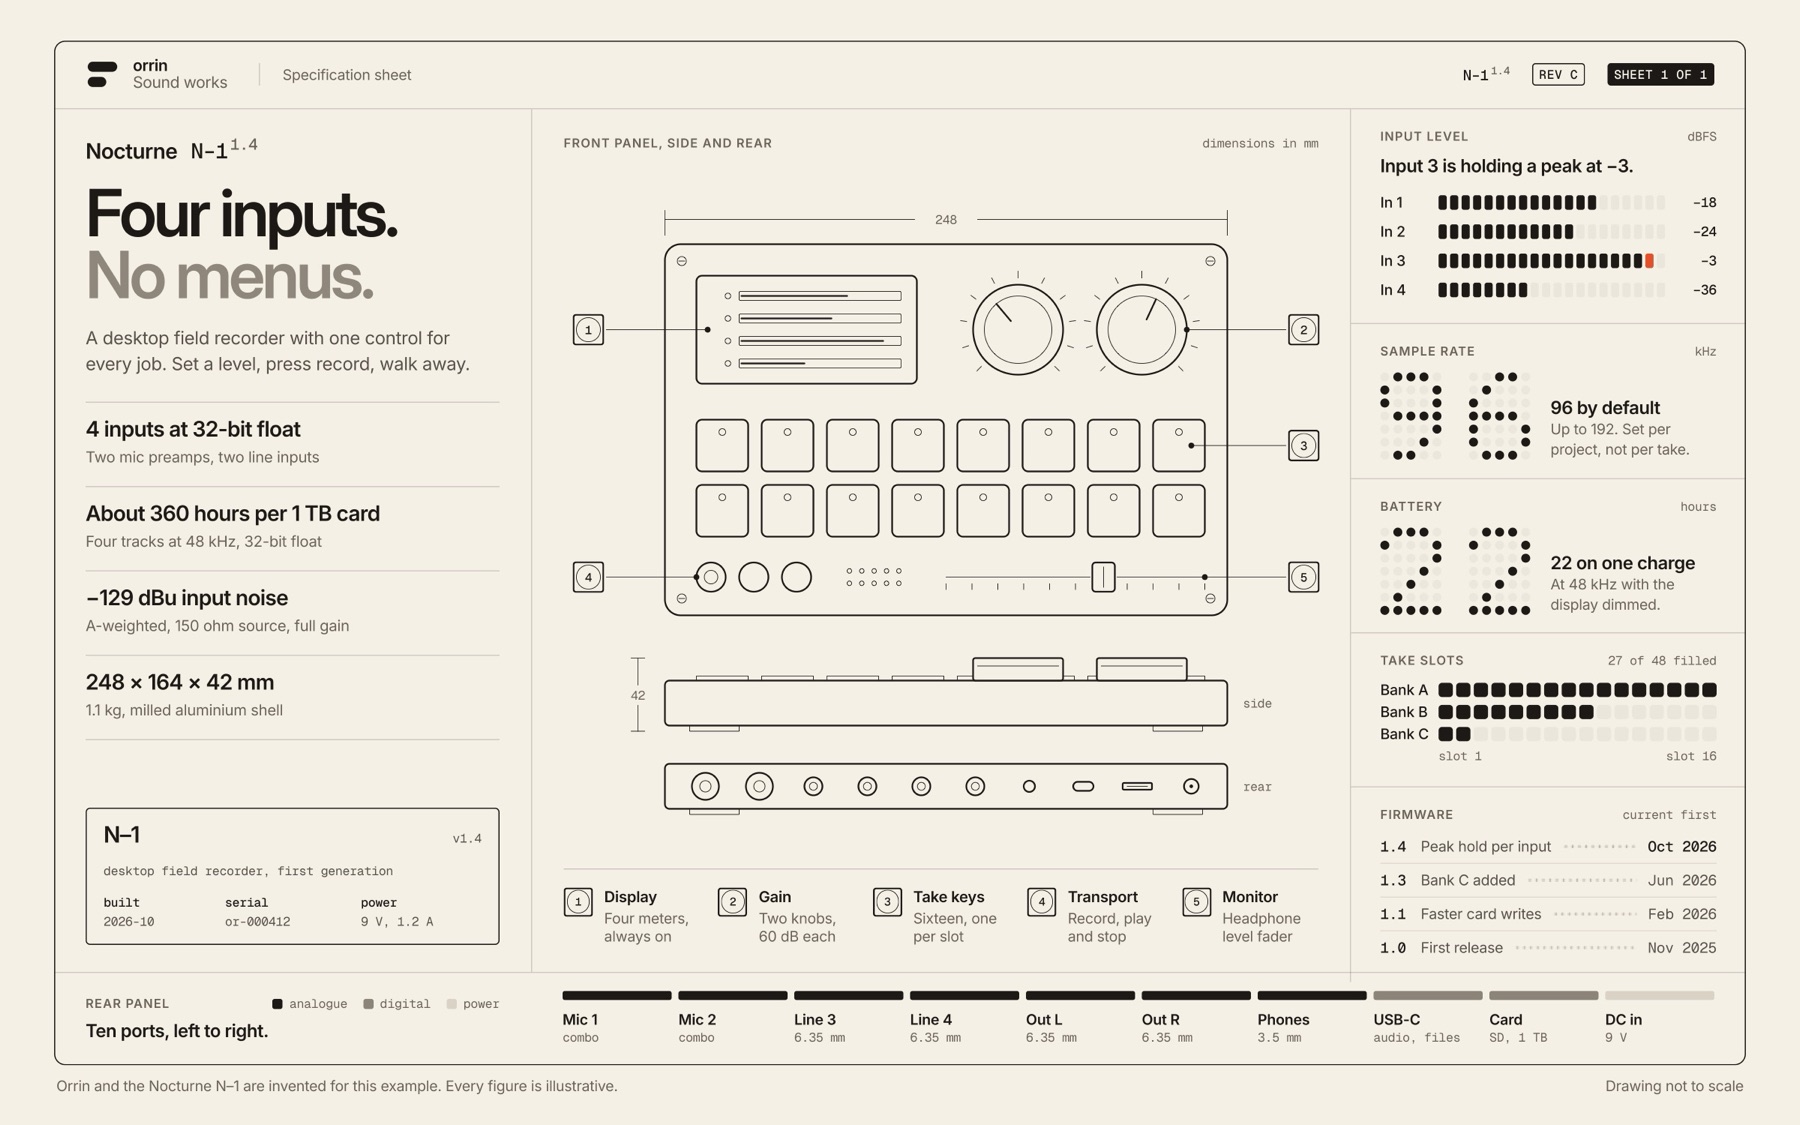 orrin
Sound works
Specification sheet
N–1 1.4
REV C
SHEET 1 OF 1
Nocturne N–1 1.4
Four inputs.
No menus.
A desktop field recorder with one control for
every job. Set a level, press record, walk away.
4 inputs at 32-bit float
Two mic preamps, two line inputs
About 360 hours per 1 TB card
Four tracks at 48 kHz, 32-bit float
−129 dBu input noise
A-weighted, 150 ohm source, full gain
248 × 164 × 42 mm
1.1 kg, milled aluminium shell
N–1
v1.4
desktop field recorder, first generation
built serial power
2026-10 or-000412 9 V, 1.2 A
FRONT PANEL, SIDE AND REAR
dimensions in mm
248
1
2
3
4
5
42
side
rear
1 Display
Four meters,
always on
2 Gain
Two knobs,
60 dB each
3 Take keys
Sixteen, one
per slot
4 Transport
Record, play
and stop
5 Monitor
Headphone
level fader
INPUT LEVEL
dBFS
Input 3 is holding a peak at −3.
In 1 −18
In 2 −24
In 3 −3
In 4 −36
SAMPLE RATE
kHz
96
96 by default
Up to 192. Set per
project, not per take.
BATTERY
hours
22
22 on one charge
At 48 kHz with the
display dimmed.
TAKE SLOTS
27 of 48 filled
Bank A
Bank B
Bank C
slot 1
slot 16
FIRMWARE
current first
1.4 Peak hold per input Oct 2026
1.3 Bank C added Jun 2026
1.1 Faster card writes Feb 2026
1.0 First release Nov 2025
REAR PANEL
analogue digital power
Ten ports, left to right.
Mic 1
combo
Mic 2
combo
Line 3
6.35 mm
Line 4
6.35 mm
Out L
6.35 mm
Out R
6.35 mm
Phones
3.5 mm
USB-C
audio, files
Card
SD, 1 TB
DC in
9 V
Orrin and the Nocturne N–1 are invented for this example. Every figure is illustrative.
Drawing not to scale